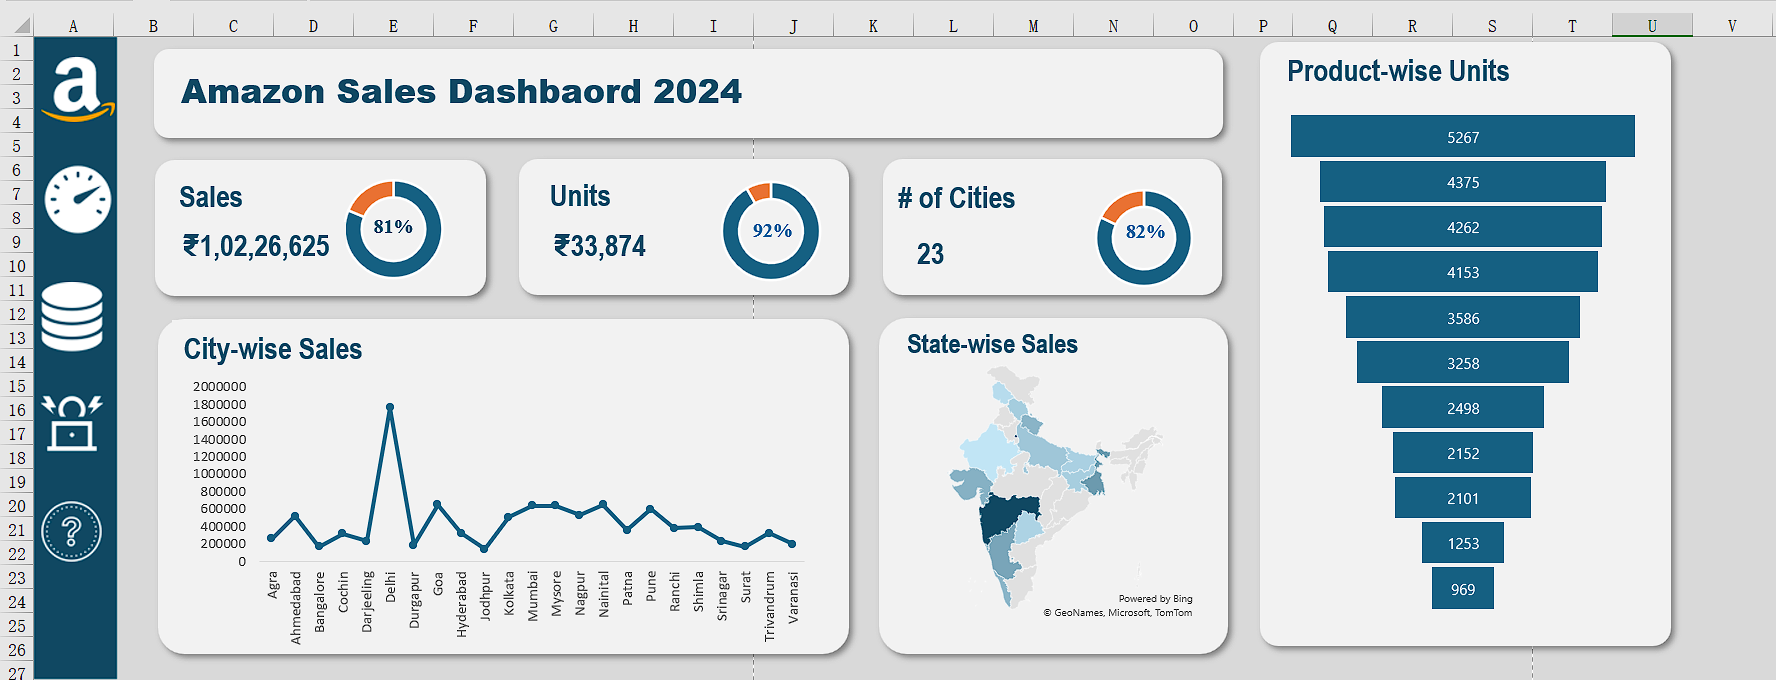 A B C D E F G H I J K L M N O P Q R S T U V
1
2
3
4
5
6
7
8
9
10
11
12
13
14
15
16
17
18
19
20
21
22
23
24
25
26
27
a
?
Amazon Sales Dashbaord 2024
Sales
₹1,02,26,625
81%
Units
₹33,874
92%
# of Cities
23
82%
City-wise Sales
2000000
1800000
1600000
1400000
1200000
1000000
800000
600000
400000
200000
0
Agra
Ahmedabad
Bangalore
Cochin
Darjeeling
Delhi
Durgapur
Goa
Hyderabad
Jodhpur
Kolkata
Mumbai
Mysore
Nagpur
Nainital
Patna
Pune
Ranchi
Shimla
Srinagar
Surat
Trivandrum
Varanasi
State-wise Sales
Powered by Bing
© GeoNames, Microsoft, TomTom
Product-wise Units
5267
4375
4262
4153
3586
3258
2498
2152
2101
1253
969